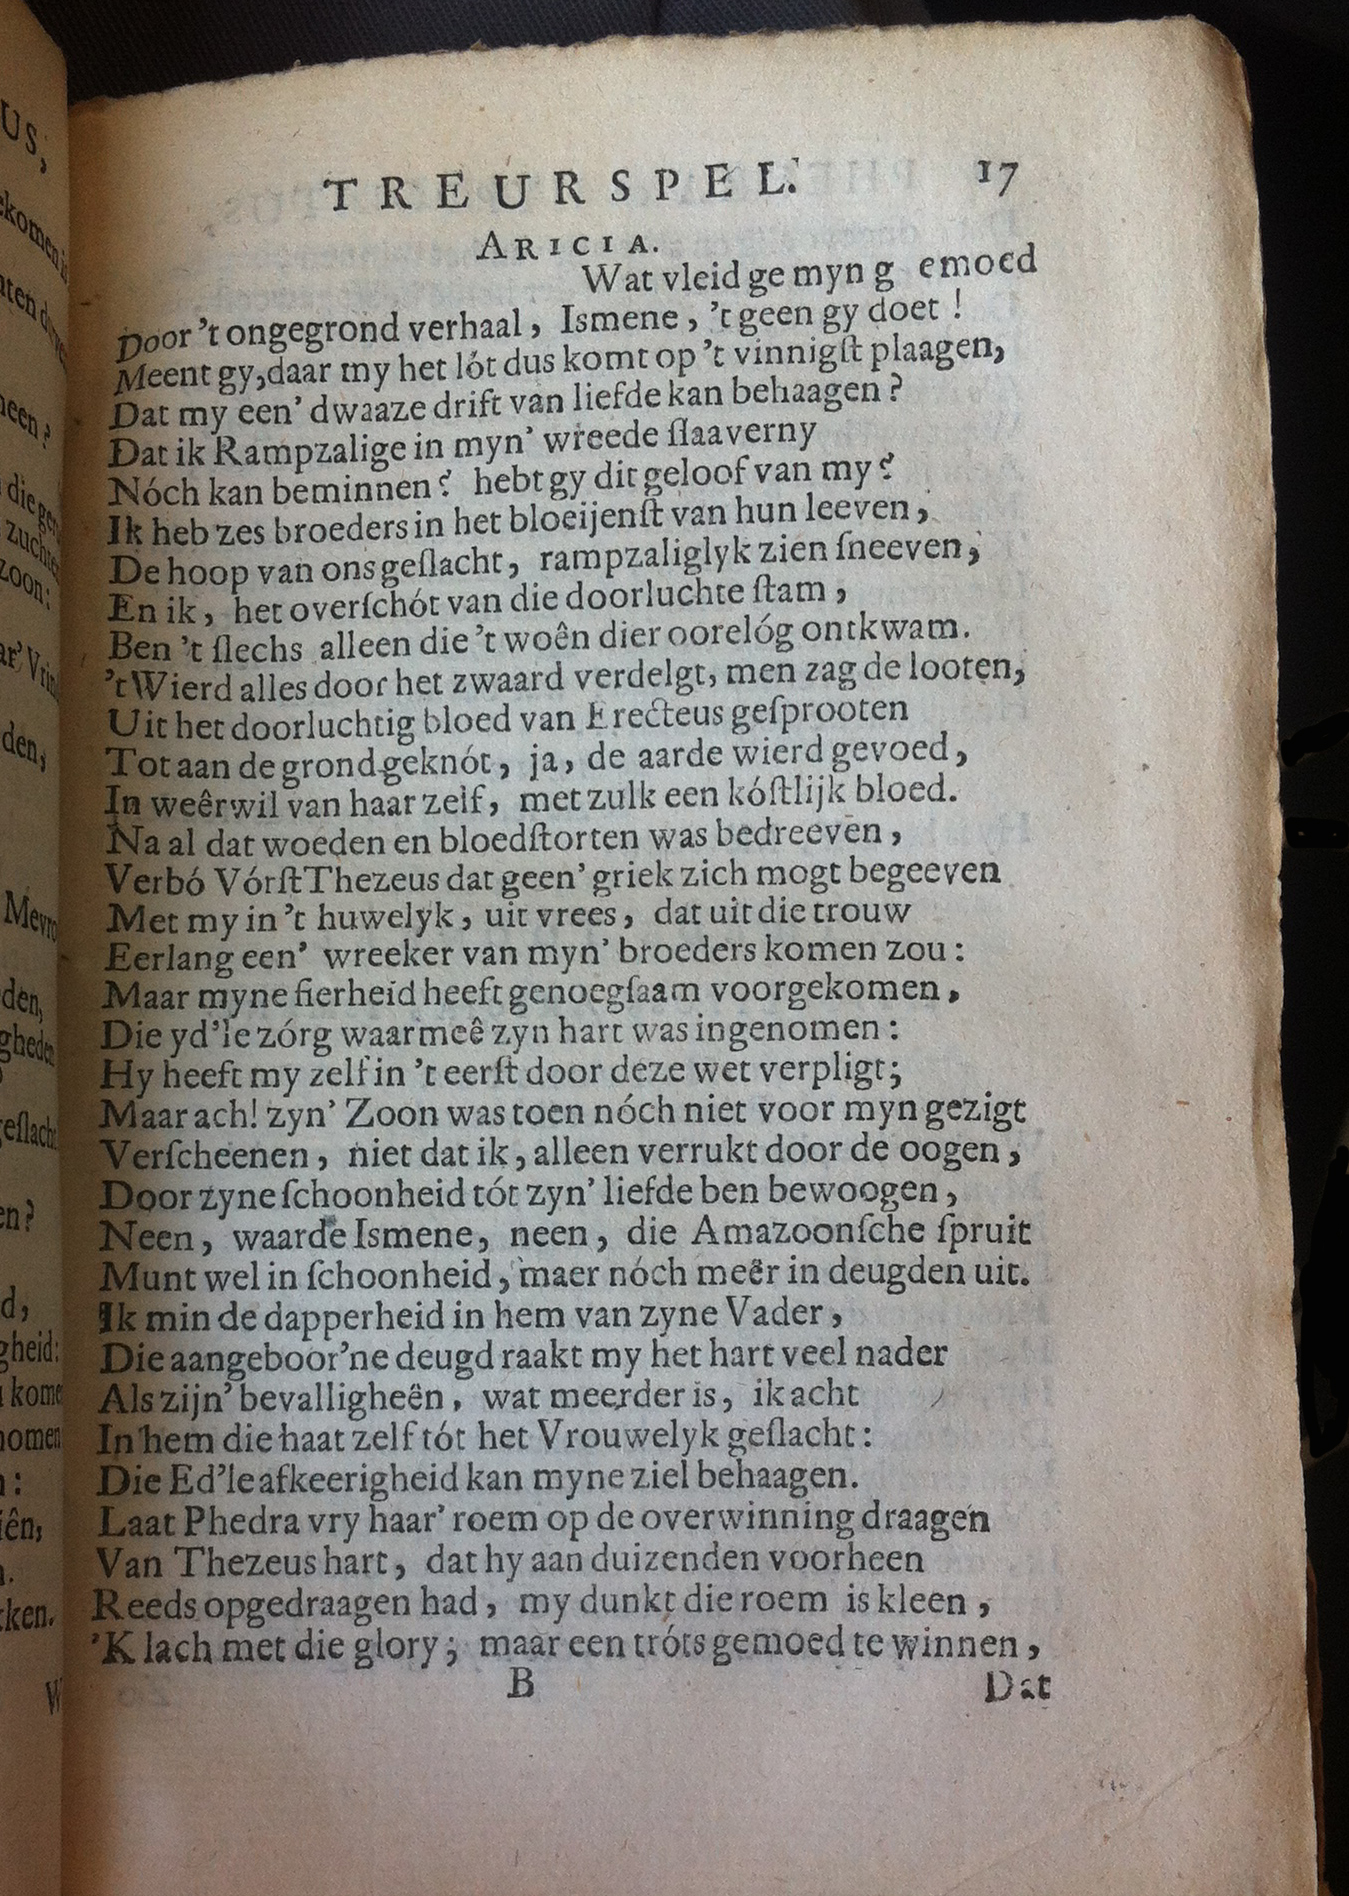 TREURSPEL. 17
ARICIA.
Wat vleid ge myn g emoed
Door 't ongegrond verhaal, Ismene, 't geen gy doet!
Meent gy, daar my het lót dus komt op 't vinnigſt plaagen,
Dat my een' dwaaze drift van liefde kan behaagen?
Dat ik Rampzalige in myn' wreede ſlaaverny
Nóch kan beminnen? hebt gy dit geloof van my?
Ik heb zes broeders in het bloeijenſt van hun leeven,
De hoop van ons geſlacht, rampzaliglyk zien ſneeven,
En ik, het overſchót van die doorluchte ſtam,
Ben 't ſlechs alleen die 't woên dier oorelóg ontkwam.
't Wierd alles door het zwaard verdelgt, men zag de looten,
Uit het doorluchtig bloed van Erecteus geſprooten
Tot aan de grond geknót, ja, de aarde wierd gevoed,
In weêrwil van haar zelf, met zulk een kóſtlijk bloed.
Na al dat woeden en bloedſtorten was bedreeven,
Verbó Vórſt Thezeus dat geen' griek zich mogt begeeven
Met my in 't huwelyk, uit vrees, dat uit die trouw
Eerlang een' wreeker van myn' broeders komen zou:
Maar myne fierheid heeft genoegſaam voorgekomen,
Die yd'le zórg waarmeê zyn hart was ingenomen:
Hy heeft my zelf in 't eerſt door deze wet verpligt;
Maar ach! zyn' Zoon was toen nóch niet voor myn gezigt
Verſcheenen, niet dat ik, alleen verrukt door de oogen,
Door zyne ſchoonheid tót zyn' liefde ben bewoogen,
Neen, waarde Ismene, neen, die Amazoonſche ſpruit
Munt wel in ſchoonheid, maer nóch meêr in deugden uit.
Ik min de dapperheid in hem van zyne Vader,
Die aangeboor'ne deugd raakt my het hart veel nader
Als zijn' bevalligheên, wat meerder is, ik acht
In hem die haat zelf tót het Vrouwelyk geſlacht:
Die Ed'le afkeerigheid kan myne ziel behaagen.
Laat Phedra vry haar' roem op de overwinning draagen
Van Thezeus hart, dat hy aan duizenden voorheen
Reeds opgedraagen had, my dunkt die roem is kleen,
'K lach met die glory; maar een tróts gemoed te winnen,
B Dat